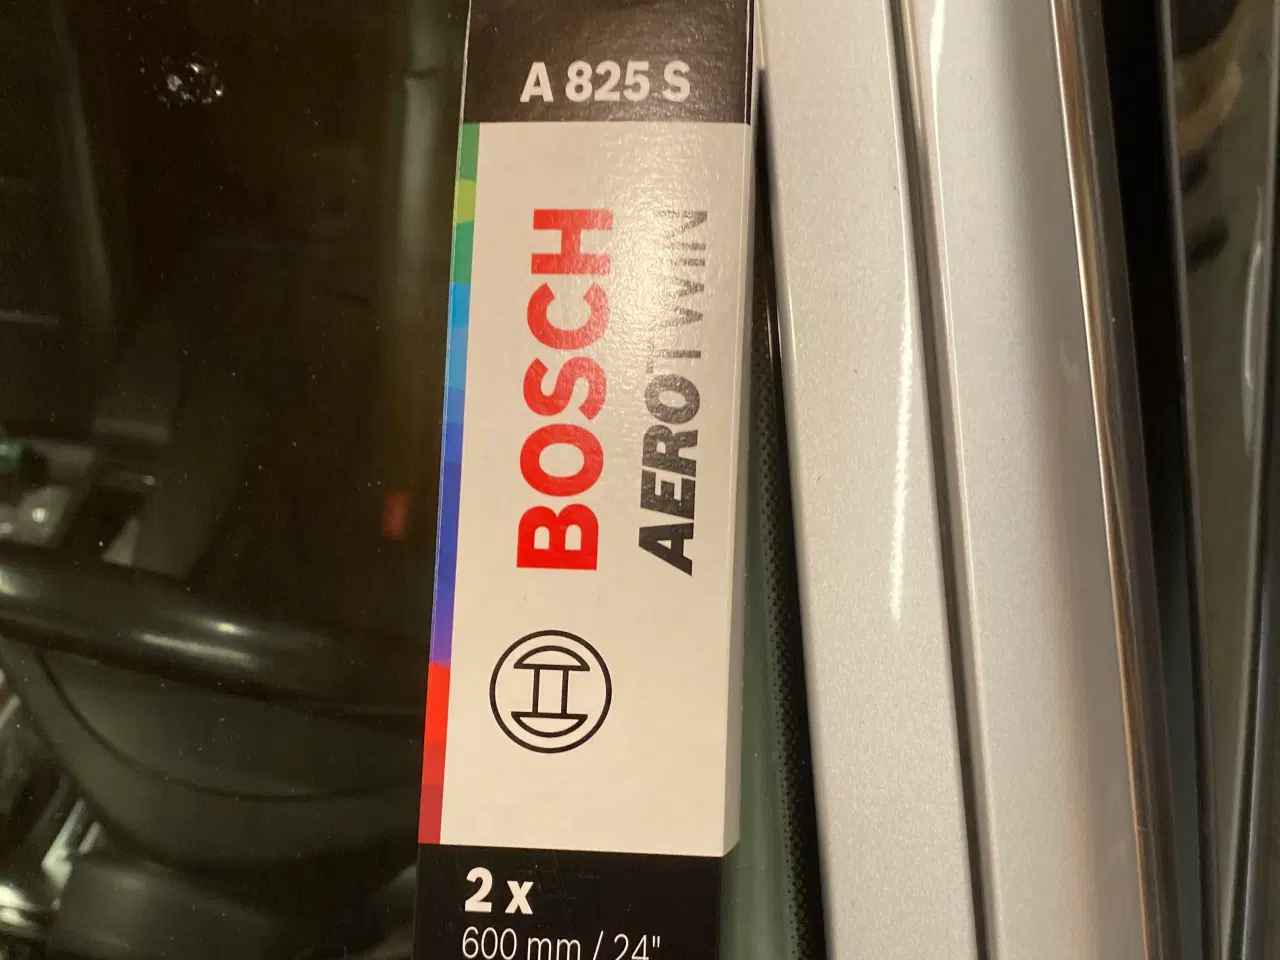 A 825 S
BOSCH
AEROTWIN
2 x
600 mm / 24"